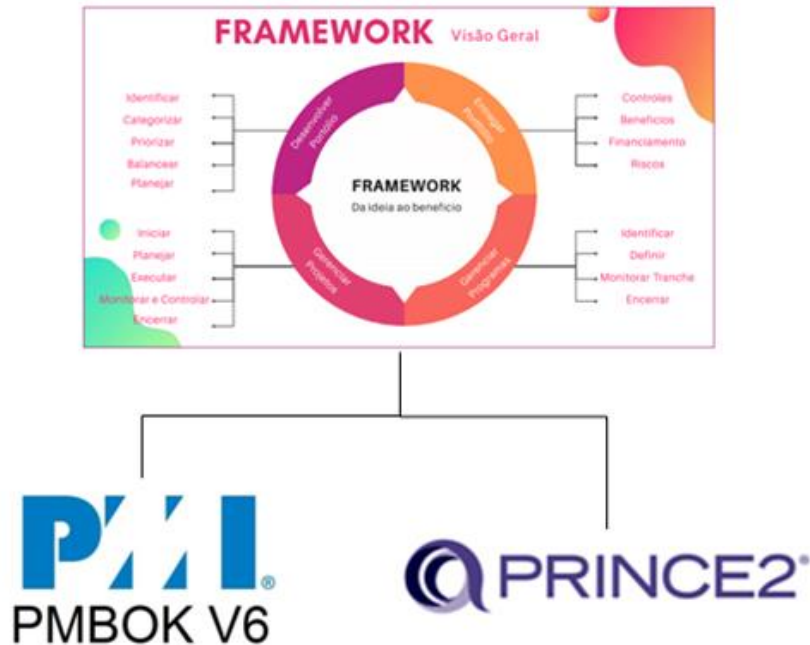 FRAMEWORK Visão Geral
Identificar
Categorizar
Priorizar
Balancear
Planejar
Desenvolver
Portólio
Entregar
Portólio
Controles
Benefícios
Financiamento
Riscos
FRAMEWORK
Da ideia ao benefício
Iniciar
Planejar
Executar
Monitorar e Controlar
Encerrar
Gerenciar
Projetos
Gerenciar
Programas
Identificar
Definir
Monitorar Tranche
Encerrar
PMI®
PMBOK V6
PRINCE2®